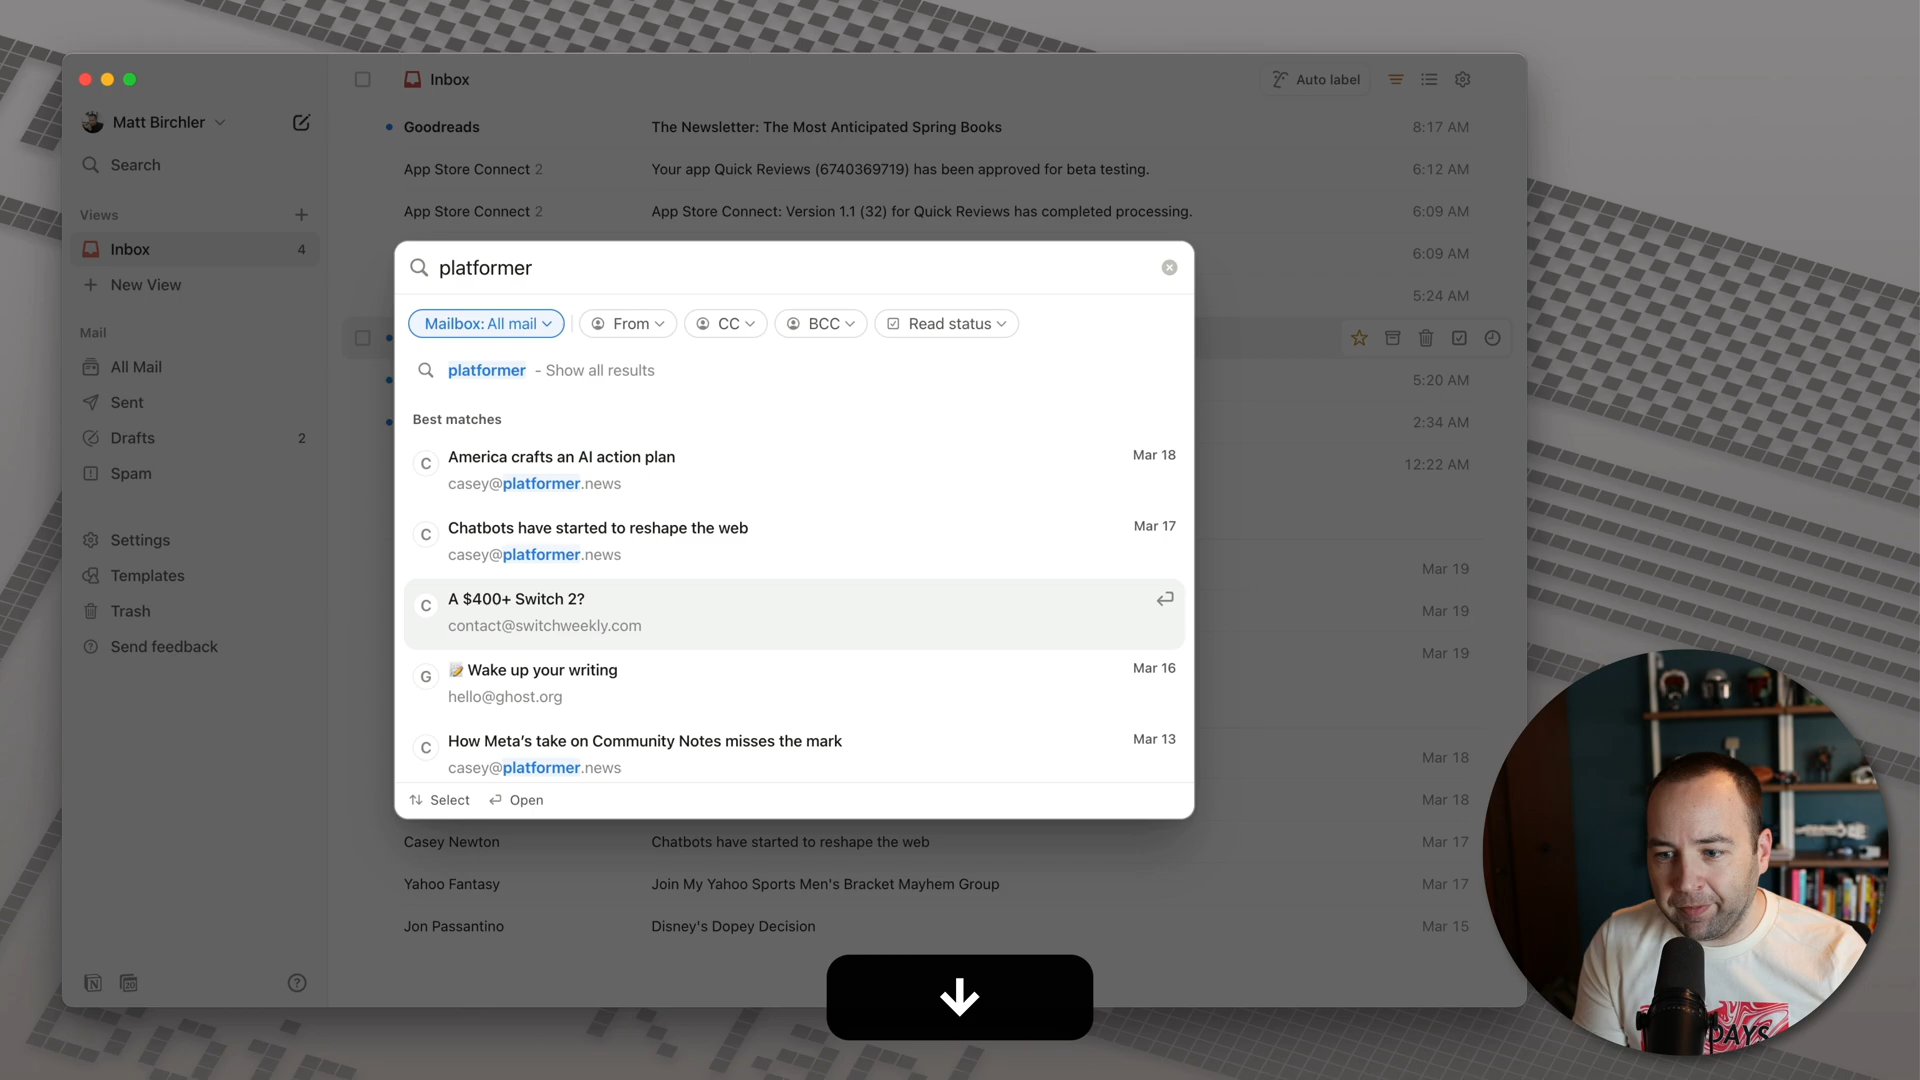 Matt Birchler
Search
Views
Inbox 4
New View
Mail
All Mail
Sent
Drafts 2
Spam
Settings
Templates
Trash
Send feedback
Inbox
Auto label
Goodreads The Newsletter: The Most Anticipated Spring Books 8:17 AM
App Store Connect 2 Your app Quick Reviews (6740369719) has been approved for beta testing. 6:12 AM
App Store Connect 2 App Store Connect: Version 1.1 (32) for Quick Reviews has completed processing. 6:09 AM
6:09 AM
5:24 AM
5:20 AM
2:34 AM
12:22 AM
Mar 19
Mar 19
Mar 19
Mar 18
Mar 18
platformer
Mailbox: All mail From CC BCC Read status
platformer - Show all results
Best matches
C America crafts an AI action plan Mar 18
casey@platformer.news
C Chatbots have started to reshape the web Mar 17
casey@platformer.news
C A $400+ Switch 2?
contact@switchweekly.com
G 📝 Wake up your writing Mar 16
hello@ghost.org
C How Meta’s take on Community Notes misses the mark Mar 13
casey@platformer.news
Select Open
Casey Newton Chatbots have started to reshape the web Mar 17
Yahoo Fantasy Join My Yahoo Sports Men's Bracket Mayhem Group Mar 17
Jon Passantino Disney's Dopey Decision Mar 15
DAYS